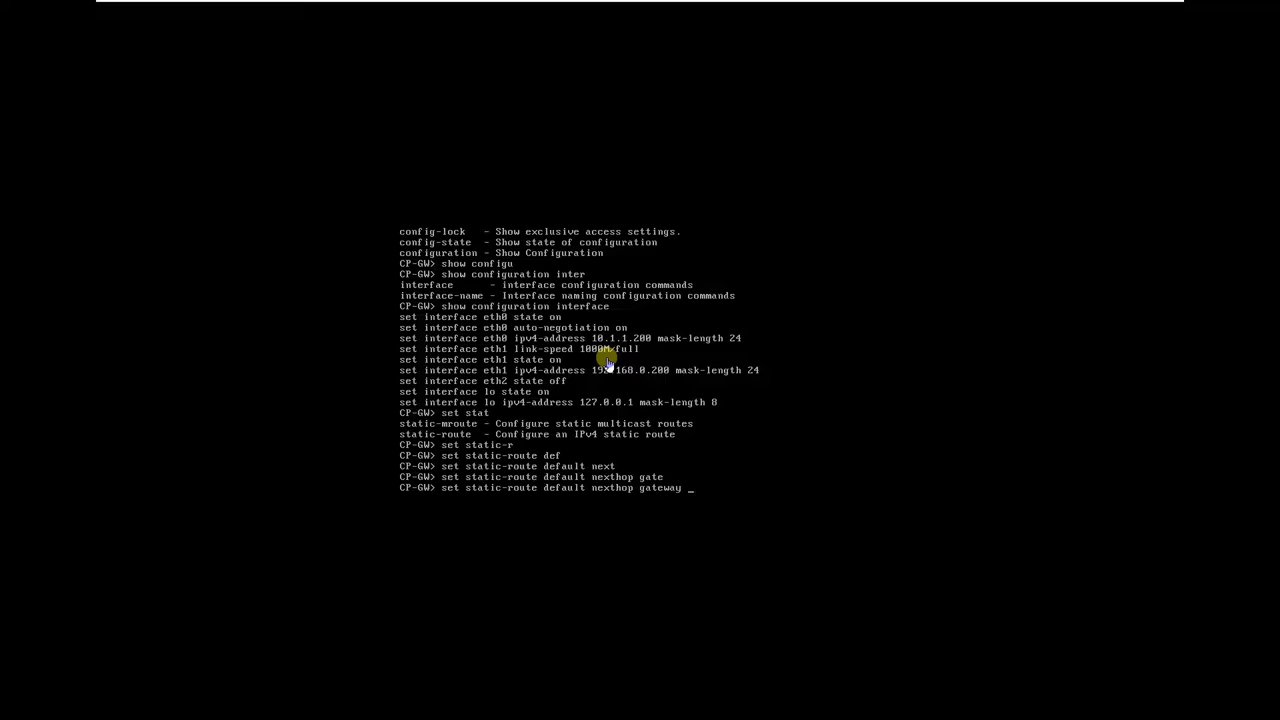 config-lock   - Show exclusive access settings.
config-state  - Show state of configuration
configuration - Show Configuration
CP-GW> show configu
CP-GW> show configuration inter
interface      - interface configuration commands
interface-name - Interface naming configuration commands
CP-GW> show configuration interface
set interface eth0 state on
set interface eth0 auto-negotiation on
set interface eth0 ipv4-address 10.1.1.200 mask-length 24
set interface eth1 link-speed 1000M/full
set interface eth1 state on
set interface eth1 ipv4-address 192.168.0.200 mask-length 24
set interface eth2 state off
set interface lo state on
set interface lo ipv4-address 127.0.0.1 mask-length 8
CP-GW> set stat
static-mroute - Configure static multicast routes
static-route  - Configure an IPv4 static route
CP-GW> set static-r
CP-GW> set static-route def
CP-GW> set static-route default next
CP-GW> set static-route default nexthop gate
CP-GW> set static-route default nexthop gateway _